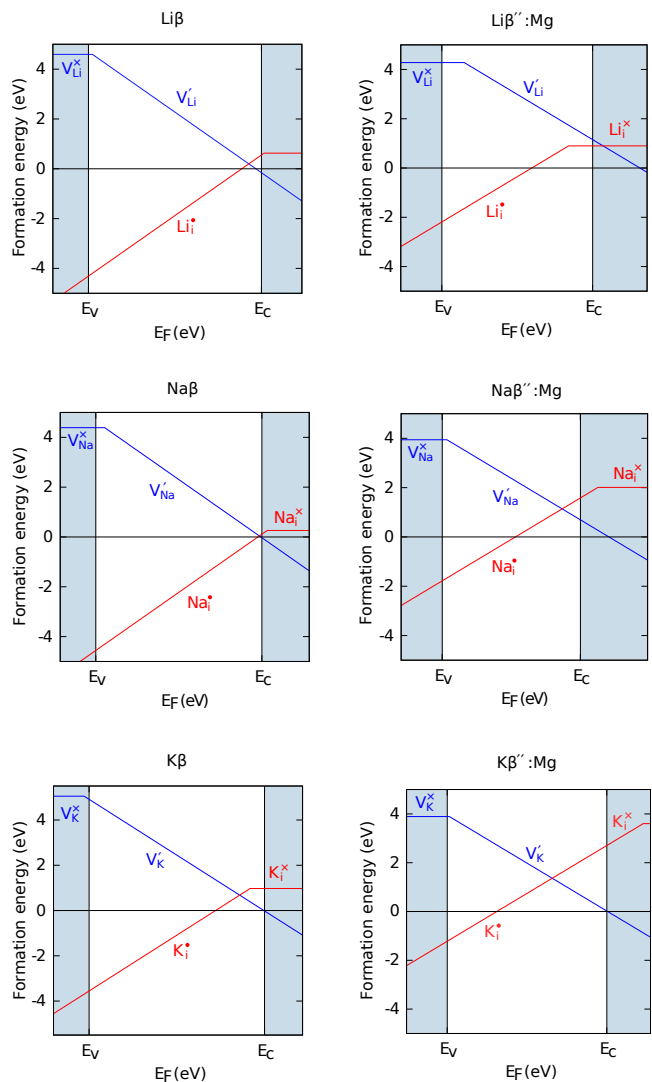 Liβ
Formation energy (eV)
4
2
0
-2
-4
V×Li
V′Li
Li•i
EV
EC
EF(eV)
Liβ′′:Mg
Formation energy (eV)
4
2
0
-2
-4
V×Li
V′Li
Li×i
Li•i
EV
EC
EF(eV)
Naβ
Formation energy (eV)
4
2
0
-2
-4
V×Na
V′Na
Na×i
Na•i
EV
EC
EF(eV)
Naβ′′:Mg
Formation energy (eV)
4
2
0
-2
-4
V×Na
V′Na
Na×i
Na•i
EV
EC
EF(eV)
Kβ
Formation energy (eV)
4
2
0
-2
-4
V×K
V′K
K×i
K•i
EV
EC
EF(eV)
Kβ′′:Mg
Formation energy (eV)
4
2
0
-2
-4
V×K
V′K
K×i
K•i
EV
EC
EF(eV)